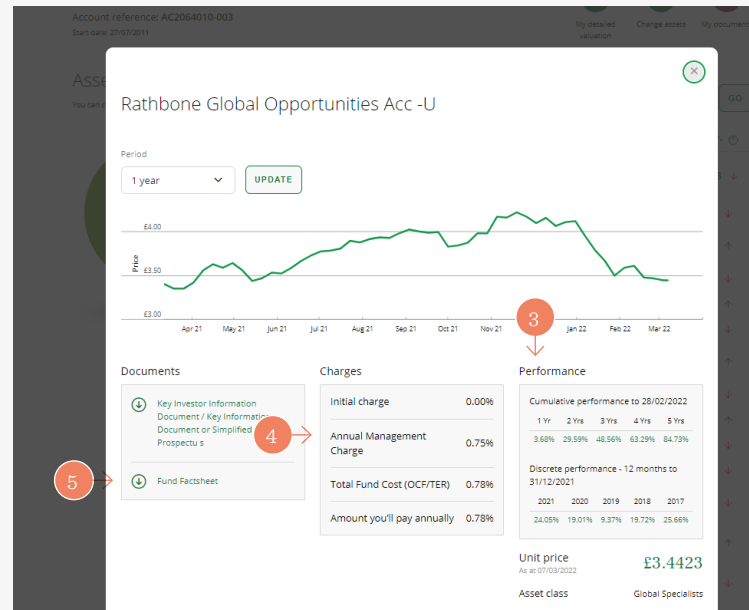 Account reference: AC2064010-003
Start date: 27/07/2011
My detailed
valuation
Change assets
My document
Asse
You can
GO
×
Rathbone Global Opportunities Acc -U
Period
1 year
UPDATE
Price
£4.00
£3.50
£3.00
Apr 21 May 21 Jun 21 Jul 21 Aug 21 Sep 21 Oct 21 Nov 21 Jan 22 Feb 22 Mar 22
3
Documents
Key Investor Information
Document / Key Information
Document or Simplified
Prospectu s
Fund Factsheet
5
4
Charges
Initial charge 0.00%
Annual Management
Charge 0.75%
Total Fund Cost (OCF/TER) 0.78%
Amount you'll pay annually 0.78%
Performance
Cumulative performance to 28/02/2022
1 Yr 2 Yrs 3 Yrs 4 Yrs 5 Yrs
3.68% 29.59% 48.56% 63.29% 84.73%
Discrete performance - 12 months to
31/12/2021
2021 2020 2019 2018 2017
24.05% 19.01% 9.37% 19.72% 25.66%
Unit price £3.4423
As at 07/03/2022
Asset class Global Specialists